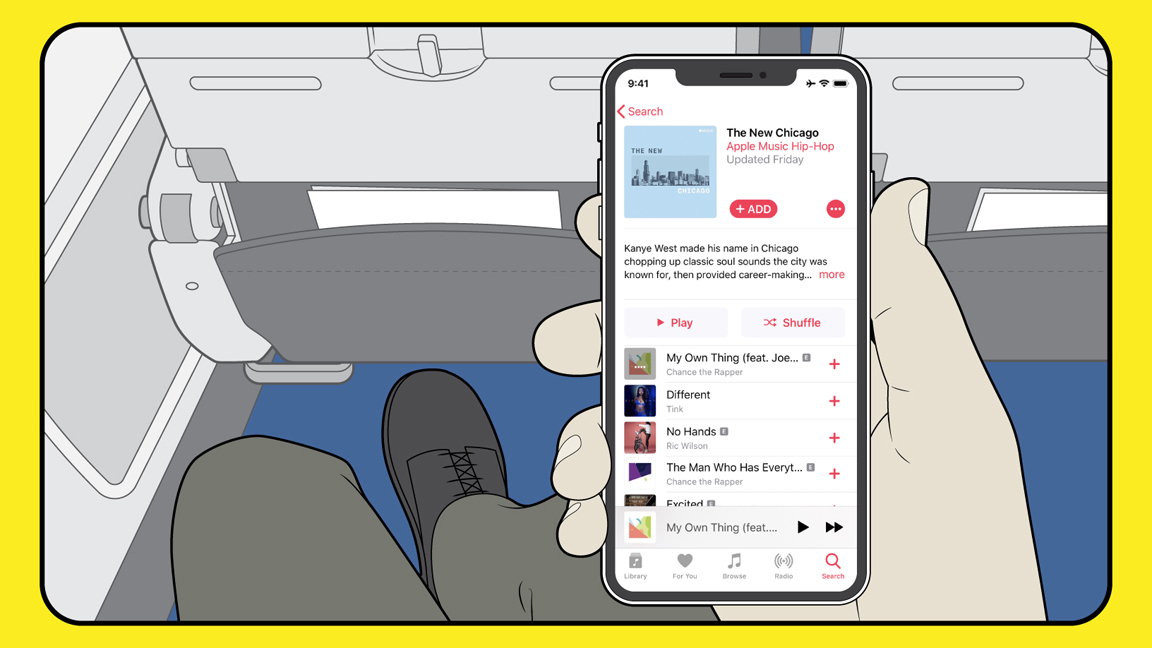 9:41
Search
THE NEW
CHICAGO
The New Chicago
Apple Music Hip-Hop
Updated Friday
+ ADD
Kanye West made his name in Chicago
chopping up classic soul sounds the city was
known for, then provided career-making... more
Play
Shuffle
My Own Thing (feat. Joe... E
Chance the Rapper
Different
Tink
No Hands E
Ric Wilson
The Man Who Has Everyt... E
Chance the Rapper
Excited E
My Own Thing (feat....
Library
For You
Browse
Radio
Search